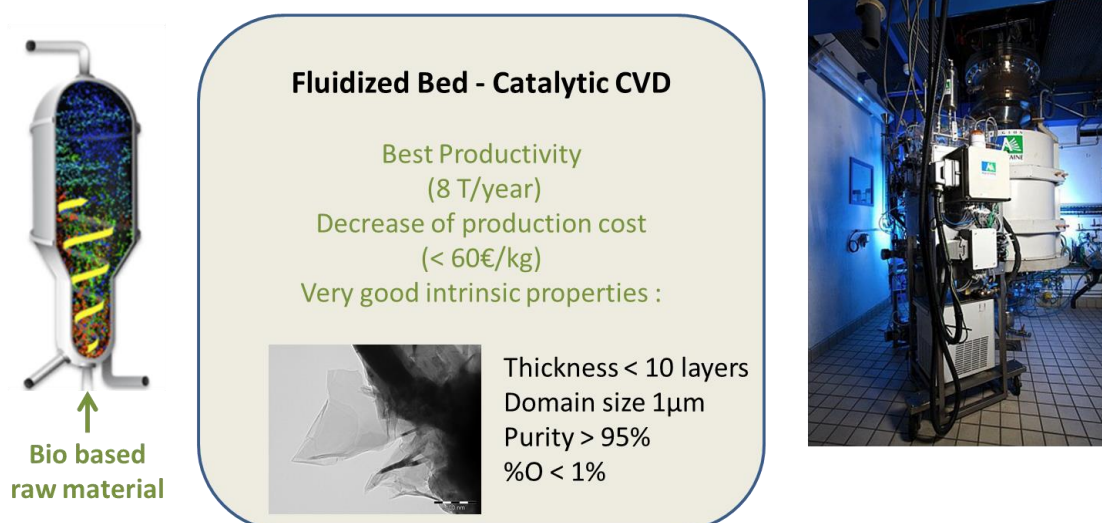 Fluidized Bed - Catalytic CVD
Best Productivity
(8 T/year)
Decrease of production cost
(< 60€/kg)
Very good intrinsic properties :
Thickness < 10 layers
Domain size 1µm
Purity > 95%
%O < 1%
Bio based
raw material